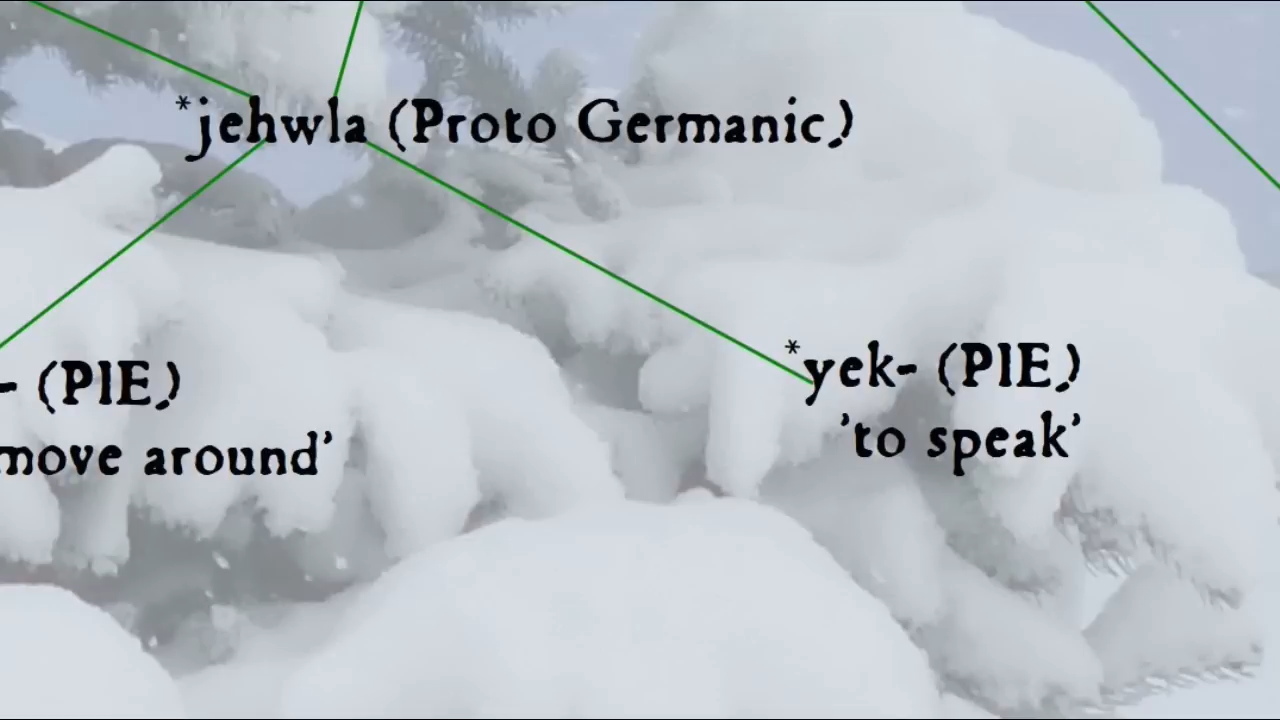 *jehwla (Proto Germanic)
*yek- (PIE)
- (PIE)
'to speak'
move around'